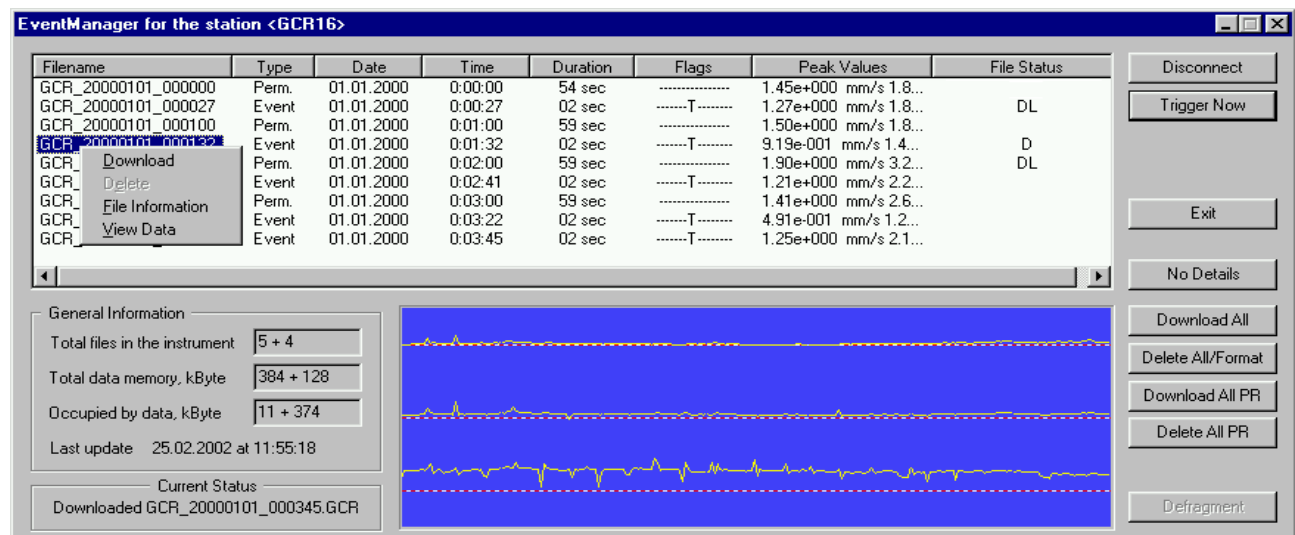 EventManager for the station <GCR16>
Filename Type Date Time Duration Flags Peak Values File Status
GCR_20000101_000000 Perm. 01.01.2000 0:00:00 54 sec --------------- 1.45e+000 mm/s 1.8...
GCR_20000101_000027 Event 01.01.2000 0:00:27 02 sec -------T-------- 1.27e+000 mm/s 1.8... DL
GCR_20000101_000100 Perm. 01.01.2000 0:01:00 59 sec --------------- 1.50e+000 mm/s 1.8...
GCR_20000101_000132 Event 01.01.2000 0:01:32 02 sec -------T-------- 9.19e-001 mm/s 1.4... D
GCR_ Perm. 01.01.2000 0:02:00 59 sec --------------- 1.90e+000 mm/s 3.2... DL
GCR_ Event 01.01.2000 0:02:41 02 sec -------T-------- 1.21e+000 mm/s 2.2...
GCR_ Perm. 01.01.2000 0:03:00 59 sec --------------- 1.41e+000 mm/s 2.6...
GCR_ Event 01.01.2000 0:03:22 02 sec -------T-------- 4.91e-001 mm/s 1.2...
GCR_ Event 01.01.2000 0:03:45 02 sec -------T-------- 1.25e+000 mm/s 2.1...
Download
Delete
File Information
View Data
Disconnect
Trigger Now
Exit
No Details
Download All
Delete All/Format
Download All PR
Delete All PR
Defragment
General Information
Total files in the instrument 5 + 4
Total data memory, kByte 384 + 128
Occupied by data, kByte 11 + 374
Last update 25.02.2002 at 11:55:18
Current Status
Downloaded GCR_20000101_000345.GCR